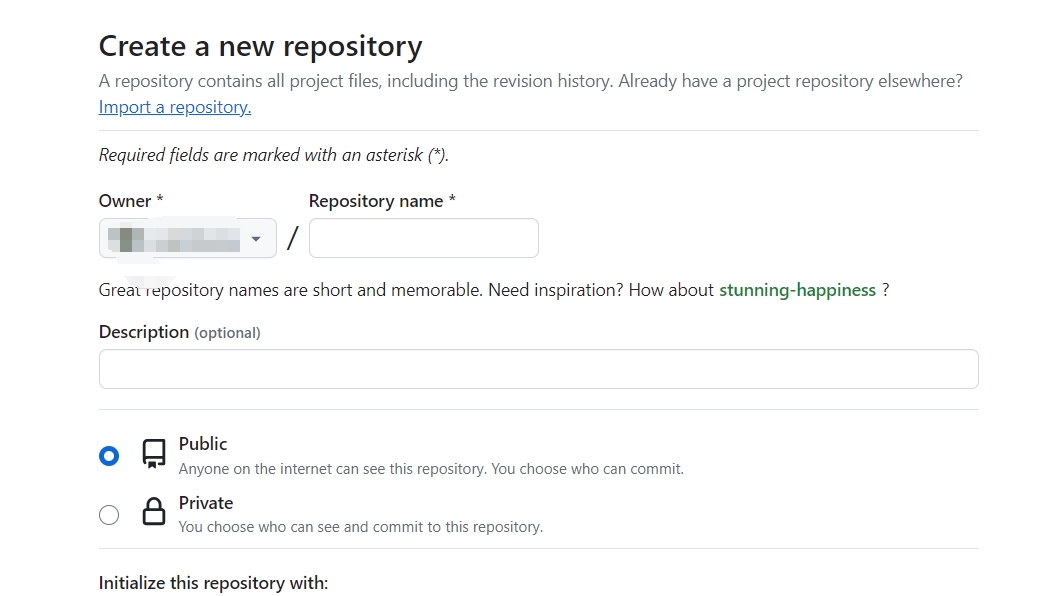 Create a new repository
A repository contains all project files, including the revision history. Already have a project repository elsewhere?
Import a repository.
Required fields are marked with an asterisk (*).
Owner * Repository name *
/
Great repository names are short and memorable. Need inspiration? How about stunning-happiness ?
Description (optional)
Public
Anyone on the internet can see this repository. You choose who can commit.
Private
You choose who can see and commit to this repository.
Initialize this repository with: